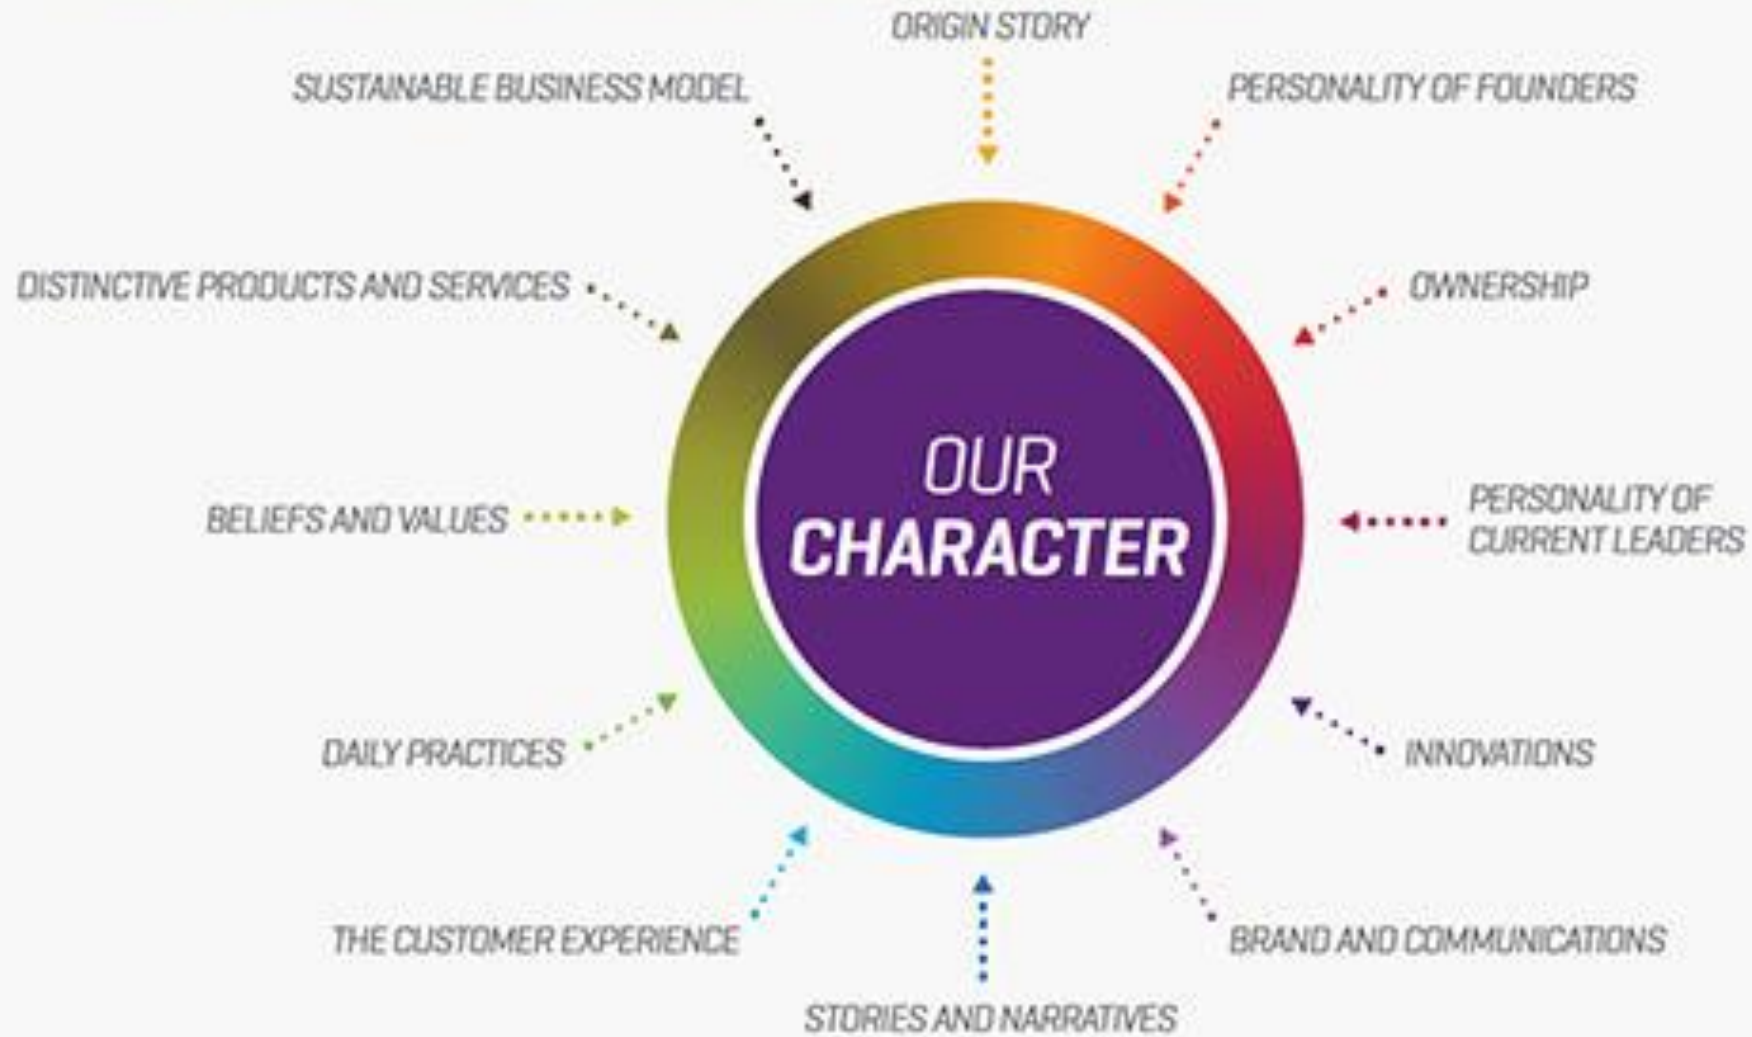 ORIGIN STORY
SUSTAINABLE BUSINESS MODEL
PERSONALITY OF FOUNDERS
DISTINCTIVE PRODUCTS AND SERVICES
OWNERSHIP
OUR
CHARACTER
BELIEFS AND VALUES
PERSONALITY OF
CURRENT LEADERS
DAILY PRACTICES
INNOVATIONS
THE CUSTOMER EXPERIENCE
BRAND AND COMMUNICATIONS
STORIES AND NARRATIVES